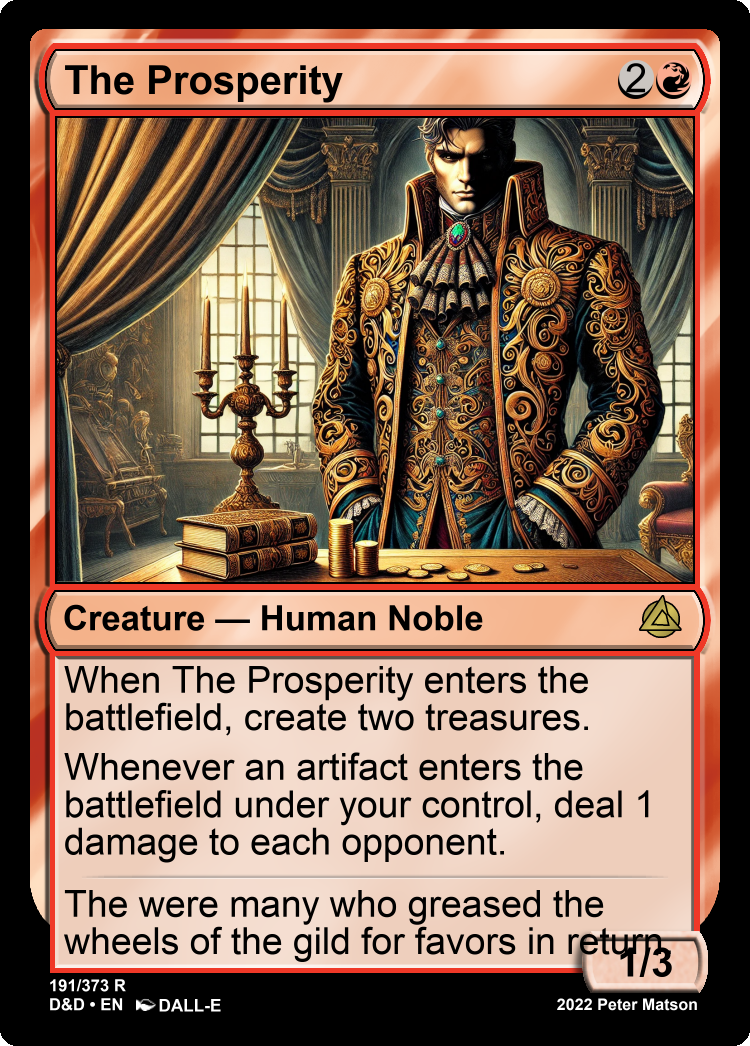 The Prosperity 2
Creature — Human Noble
When The Prosperity enters the
battlefield, create two treasures.
Whenever an artifact enters the
battlefield under your control, deal 1
damage to each opponent.
The were many who greased the
wheels of the gild for favors in return
1/3
191/373 R
D&D • EN DALL-E
2022 Peter Matson